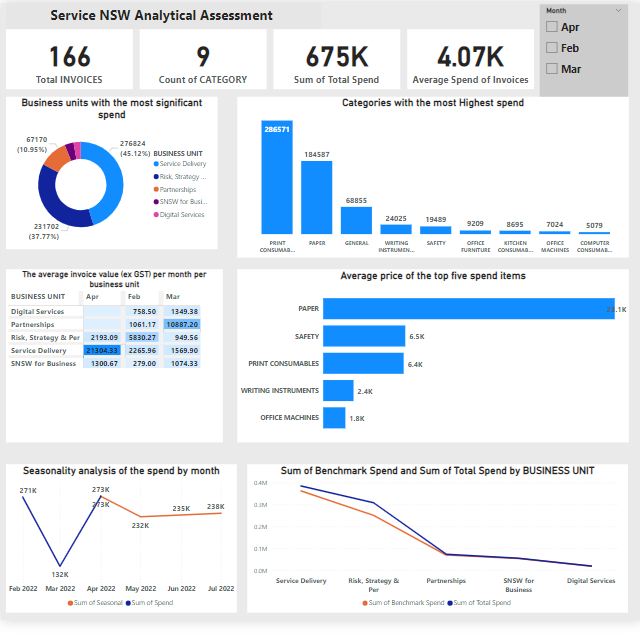 Service NSW Analytical Assessment
Month
Apr
Feb
Mar
166
Total INVOICES
9
Count of CATEGORY
675K
Sum of Total Spend
4.07K
Average Spend of Invoices
Business units with the most significant
spend
67170
(10.95%)
276824
(45.12%)
231702
(37.77%)
BUSINESS UNIT
Service Delivery
Risk, Strategy ...
Partnerships
SNSW for Busi...
Digital Services
Categories with the most Highest spend
286571
184587
68855
24025
19489
9209
8695
7024
5079
PRINT
CONSUMAB...
PAPER
GENERAL
WRITING
INSTRUMEN...
SAFETY
OFFICE
FURNITURE
KITCHEN
CONSUMAB...
OFFICE
MACHINES
COMPUTER
CONSUMAB...
The average invoice value (ex GST) per month per
business unit
BUSINESS UNIT Apr Feb Mar
Digital Services 758.50 1349.38
Partnerships 1061.17 10887.20
Risk, Strategy & Per 2193.09 5830.27 949.56
Service Delivery 21304.33 2265.96 1569.90
SNSW for Business 1300.67 279.00 1074.33
Average price of the top five spend items
PAPER
SAFETY 6.5K
PRINT CONSUMABLES 6.4K
WRITING INSTRUMENTS 2.4K
OFFICE MACHINES 1.8K
Seasonality analysis of the spend by month
271K
132K
273K
273K
232K
235K
238K
Feb 2022 Mar 2022 Apr 2022 May 2022 Jun 2022 Jul 2022
Sum of Seasonal Sum of Spend
Sum of Benchmark Spend and Sum of Total Spend by BUSINESS UNIT
0.4M
0.3M
0.2M
0.1M
0.0M
Service Delivery
Risk, Strategy &
Per
Partnerships
SNSW for
Business
Digital Services
Sum of Benchmark Spend Sum of Total Spend